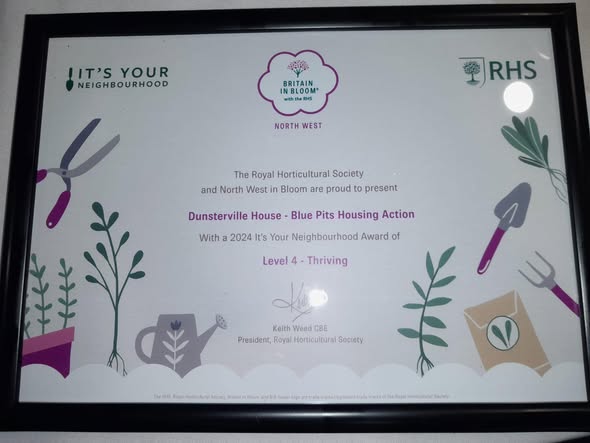 IT'S YOUR
NEIGHBOURHOOD
BRITAIN
IN BLOOM®
with the RHS
NORTH WEST
RHS
The Royal Horticultural Society
and North West in Bloom are proud to present
Dunsterville House - Blue Pits Housing Action
With a 2024 It's Your Neighbourhood Award of
Level 4 - Thriving
Keith Weed CBE
President, Royal Horticultural Society